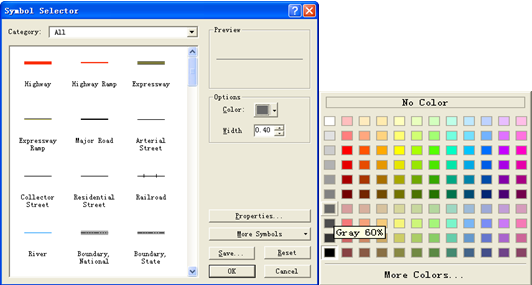 Symbol Selector
Category: All
Highway
Highway Ramp
Expressway
Expressway Ramp
Major Road
Arterial Street
Collector Street
Residential Street
Railroad
River
Boundary, National
Boundary, State
Preview
Options
Color:
Width 0.40
Properties...
More Symbols
Save...
Reset
OK
Cancel
No Color
Gray 60%
More Colors...